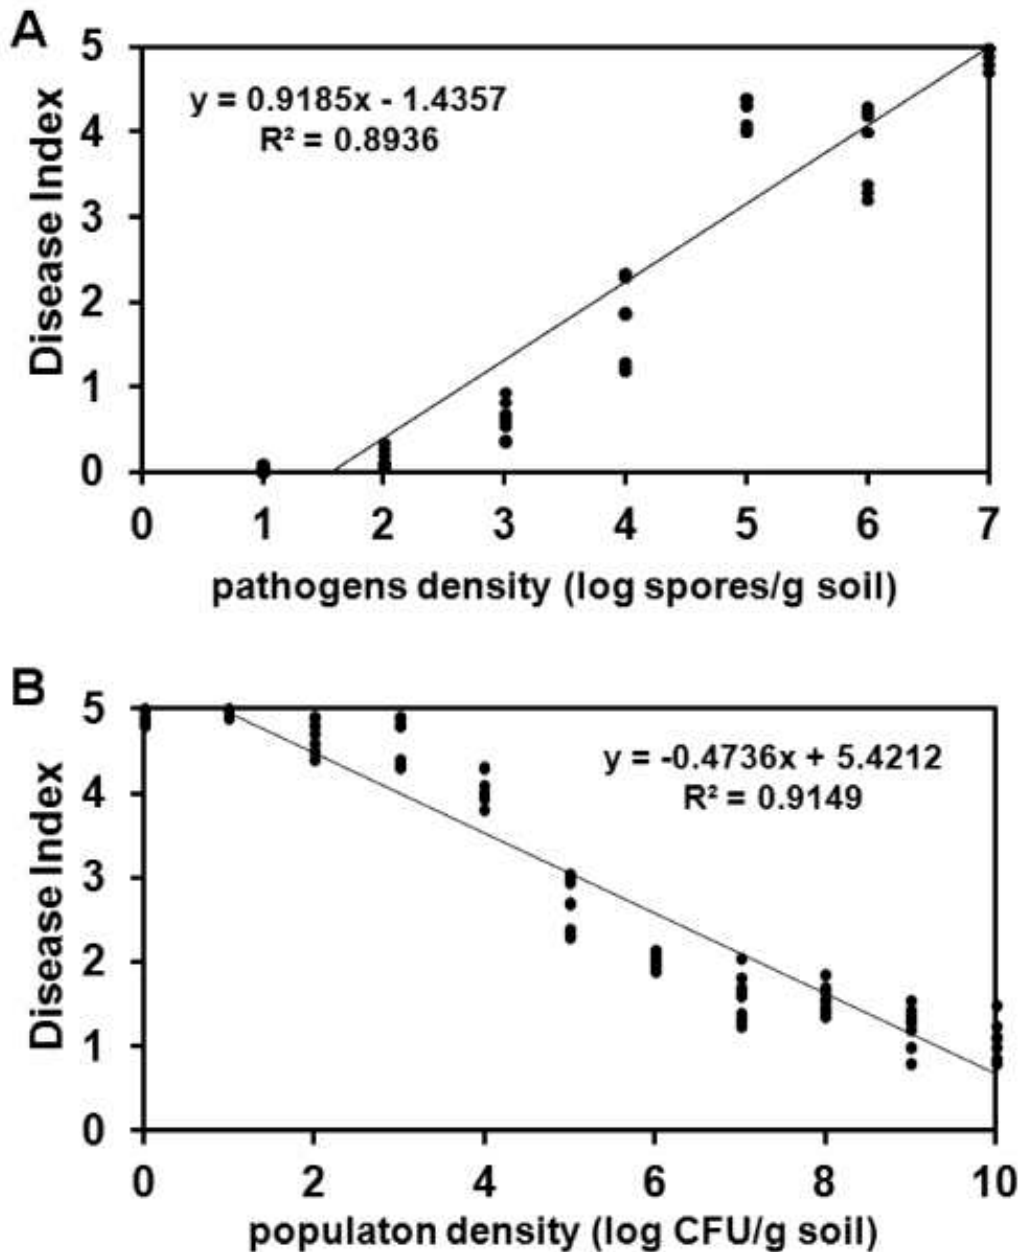 A
y = 0.9185x - 1.4357
R² = 0.8936
Disease Index
5
4
3
2
1
0
0 1 2 3 4 5 6 7
pathogens density (log spores/g soil)
B
y = -0.4736x + 5.4212
R² = 0.9149
Disease Index
5
4
3
2
1
0
0 2 4 6 8 10
populaton density (log CFU/g soil)